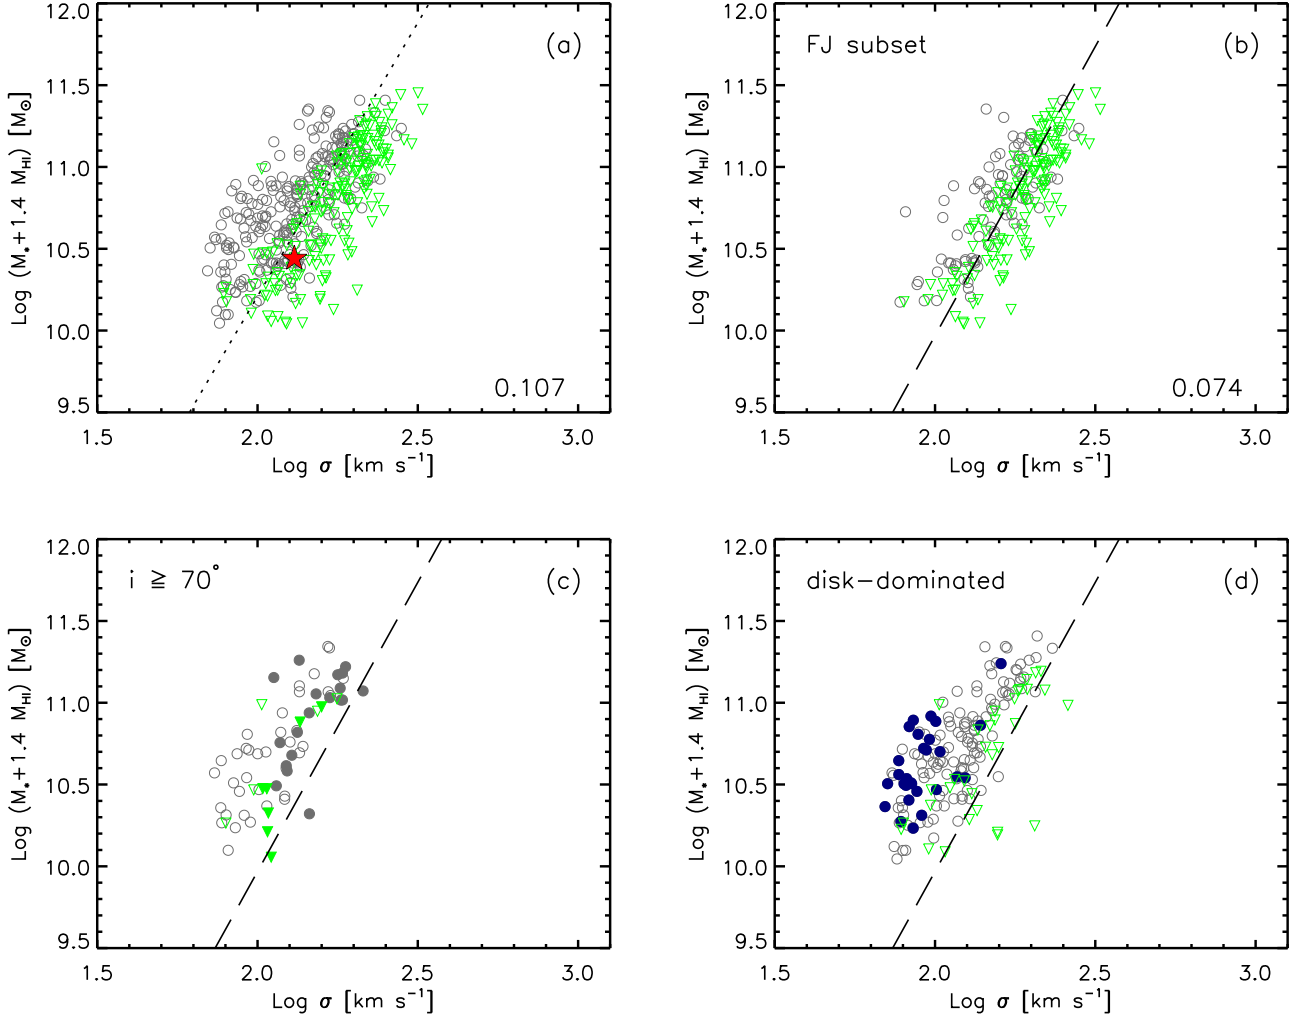 12.0
11.5
11.0
10.5
10.0
9.5
Log (M★+1.4 M_HI) [M⊙]
(a)
0.107
1.5 2.0 2.5 3.0
Log σ [km s⁻¹]
12.0
11.5
11.0
10.5
10.0
9.5
Log (M★+1.4 M_HI) [M⊙]
FJ subset
(b)
0.074
1.5 2.0 2.5 3.0
Log σ [km s⁻¹]
12.0
11.5
11.0
10.5
10.0
9.5
Log (M★+1.4 M_HI) [M⊙]
i ≧ 70°
(c)
1.5 2.0 2.5 3.0
Log σ [km s⁻¹]
12.0
11.5
11.0
10.5
10.0
9.5
Log (M★+1.4 M_HI) [M⊙]
disk−dominated
(d)
1.5 2.0 2.5 3.0
Log σ [km s⁻¹]